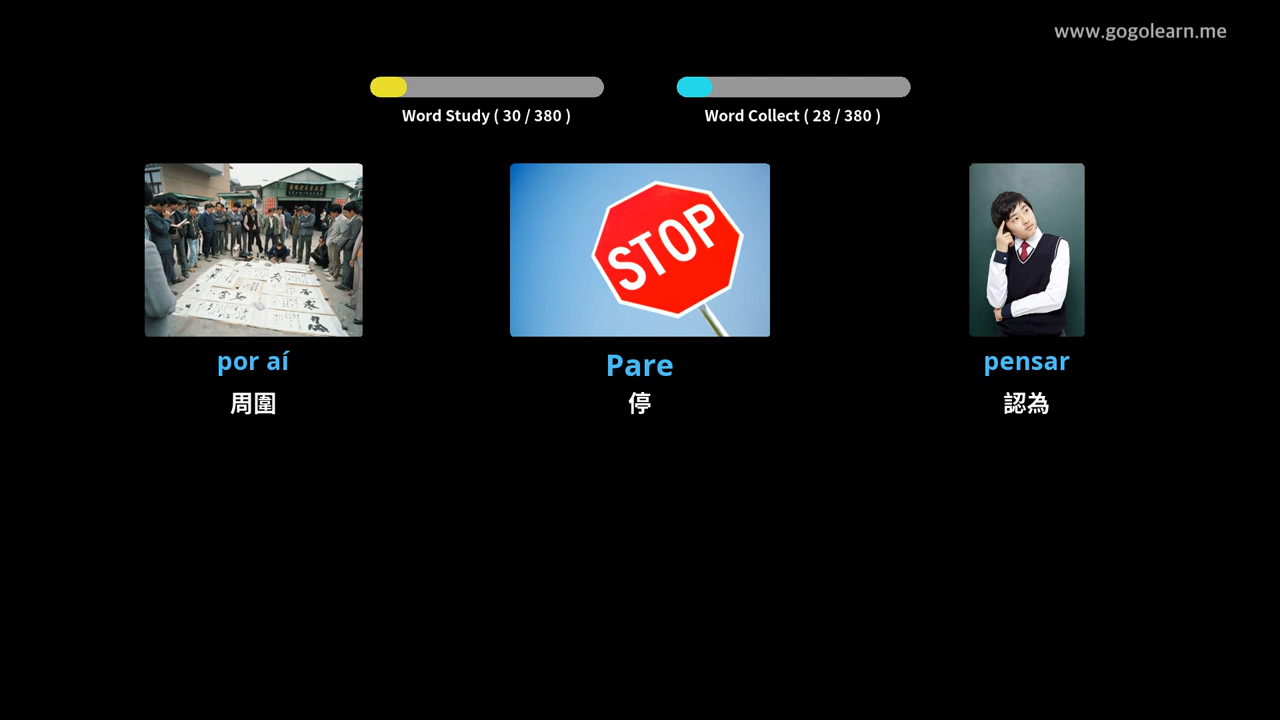 www.gogolearn.me
Word Study ( 30 / 380 )
Word Collect ( 28 / 380 )
STOP
por aí
Pare
pensar
周圍
停
認為